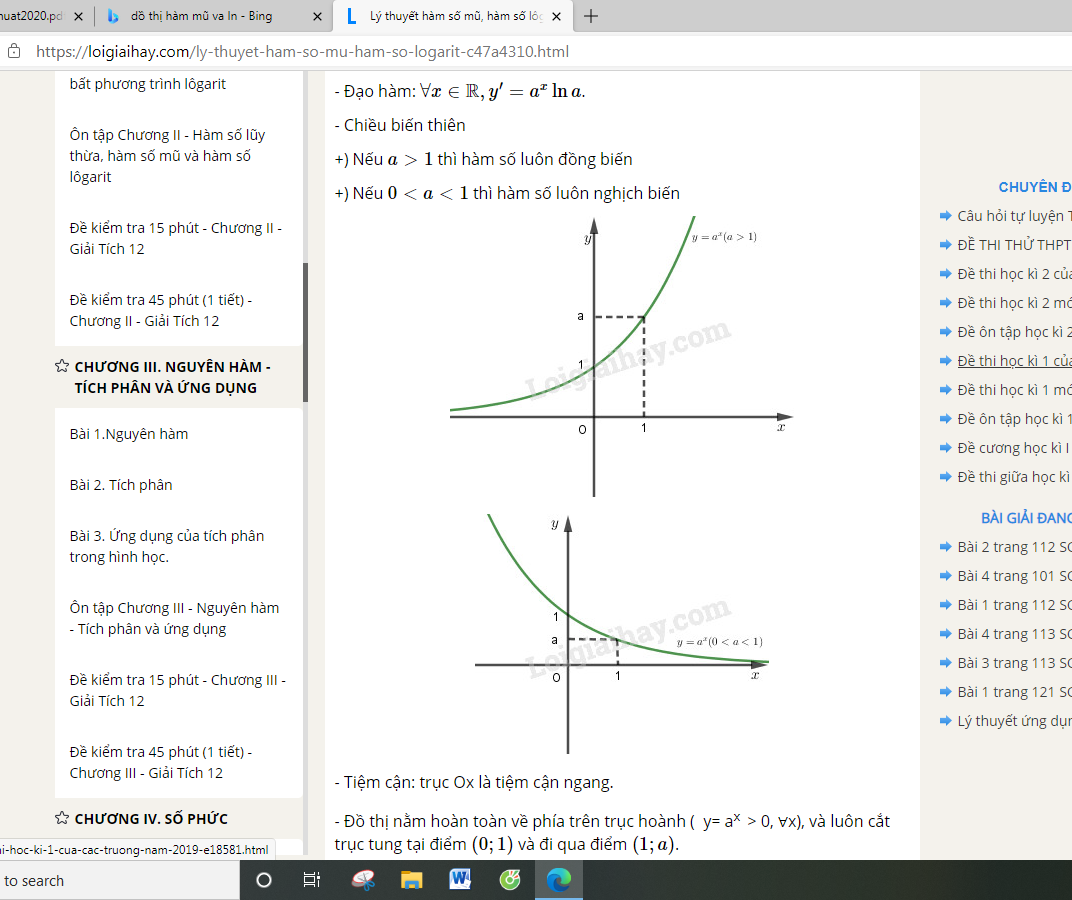 nuat2020.pd
dồ thị hàm mũ va ln - Bing
Lý thuyết hàm số mũ, hàm số lôg
https://loigiaihay.com/ly-thuyet-ham-so-mu-ham-so-logarit-c47a4310.html
bất phương trình lôgarit
Ôn tập Chương II - Hàm số lũy
thừa, hàm số mũ và hàm số
lôgarit
Đề kiểm tra 15 phút - Chương II -
Giải Tích 12
Đề kiểm tra 45 phút (1 tiết) -
Chương II - Giải Tích 12
CHƯƠNG III. NGUYÊN HÀM -
TÍCH PHÂN VÀ ỨNG DỤNG
Bài 1.Nguyên hàm
Bài 2. Tích phân
Bài 3. Ứng dụng của tích phân
trong hình học.
Ôn tập Chương III - Nguyên hàm
- Tích phân và ứng dụng
Đề kiểm tra 15 phút - Chương III -
Giải Tích 12
Đề kiểm tra 45 phút (1 tiết) -
Chương III - Giải Tích 12
CHƯƠNG IV. SỐ PHỨC
- Đạo hàm: ∀x ∈ ℝ, y′ = aˣ ln a.
- Chiều biến thiên
+) Nếu a > 1 thì hàm số luôn đồng biến
+) Nếu 0 < a < 1 thì hàm số luôn nghịch biến
y
y = aˣ(a > 1)
a
1
O
1
x
Loigiaihay.com
y
1
a
y = aˣ(0 < a < 1)
O
1
x
Loigiaihay.com
- Tiệm cận: trục Ox là tiệm cận ngang.
- Đồ thị nằm hoàn toàn về phía trên trục hoành ( y= aˣ > 0, ∀x), và luôn cắt
trục tung tại điểm (0; 1) và đi qua điểm (1; a).
CHUYÊN Đ
Câu hỏi tự luyện T
ĐỀ THI THỬ THPT
Đề thi học kì 2 của
Đề thi học kì 2 mớ
Đề ôn tập học kì 2
Đề thi học kì 1 của
Đề thi học kì 1 mớ
Đề ôn tập học kì 1
Đề cương học kì I
Đề thi giữa học kì
BÀI GIẢI ĐANG
Bài 2 trang 112 SG
Bài 4 trang 101 SG
Bài 1 trang 112 SG
Bài 4 trang 113 SG
Bài 3 trang 113 SG
Bài 1 trang 121 SG
Lý thuyết ứng dụn
ni-hoc-ki-1-cua-cac-truong-nam-2019-e18581.html
to search